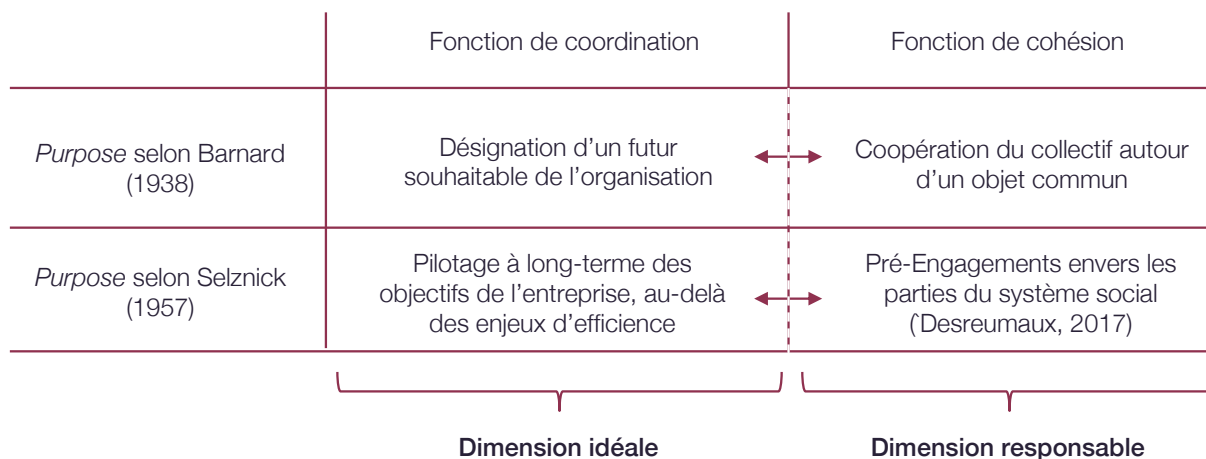 Fonction de coordination
Fonction de cohésion
Purpose selon Barnard
(1938)
Désignation d’un futur
souhaitable de l’organisation
Coopération du collectif autour
d’un objet commun
Purpose selon Selznick
(1957)
Pilotage à long-terme des
objectifs de l’entreprise, au-delà
des enjeux d’efficience
Pré-Engagements envers les
parties du système social
(`Desreumaux, 2017)
Dimension idéale
Dimension responsable